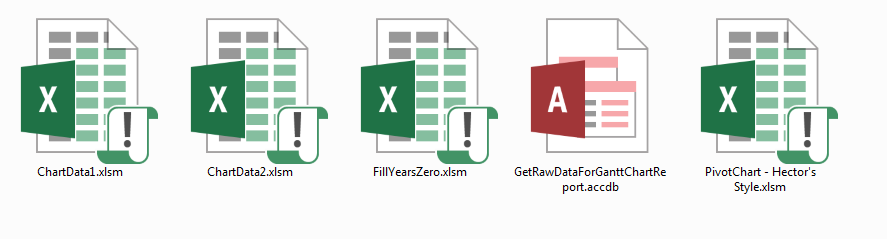 X
X
X
A
X
ChartData1.xlsm
ChartData2.xlsm
FillYearsZero.xlsm
GetRawDataForGanttChartRe
port.accdb
PivotChart - Hector's
Style.xlsm